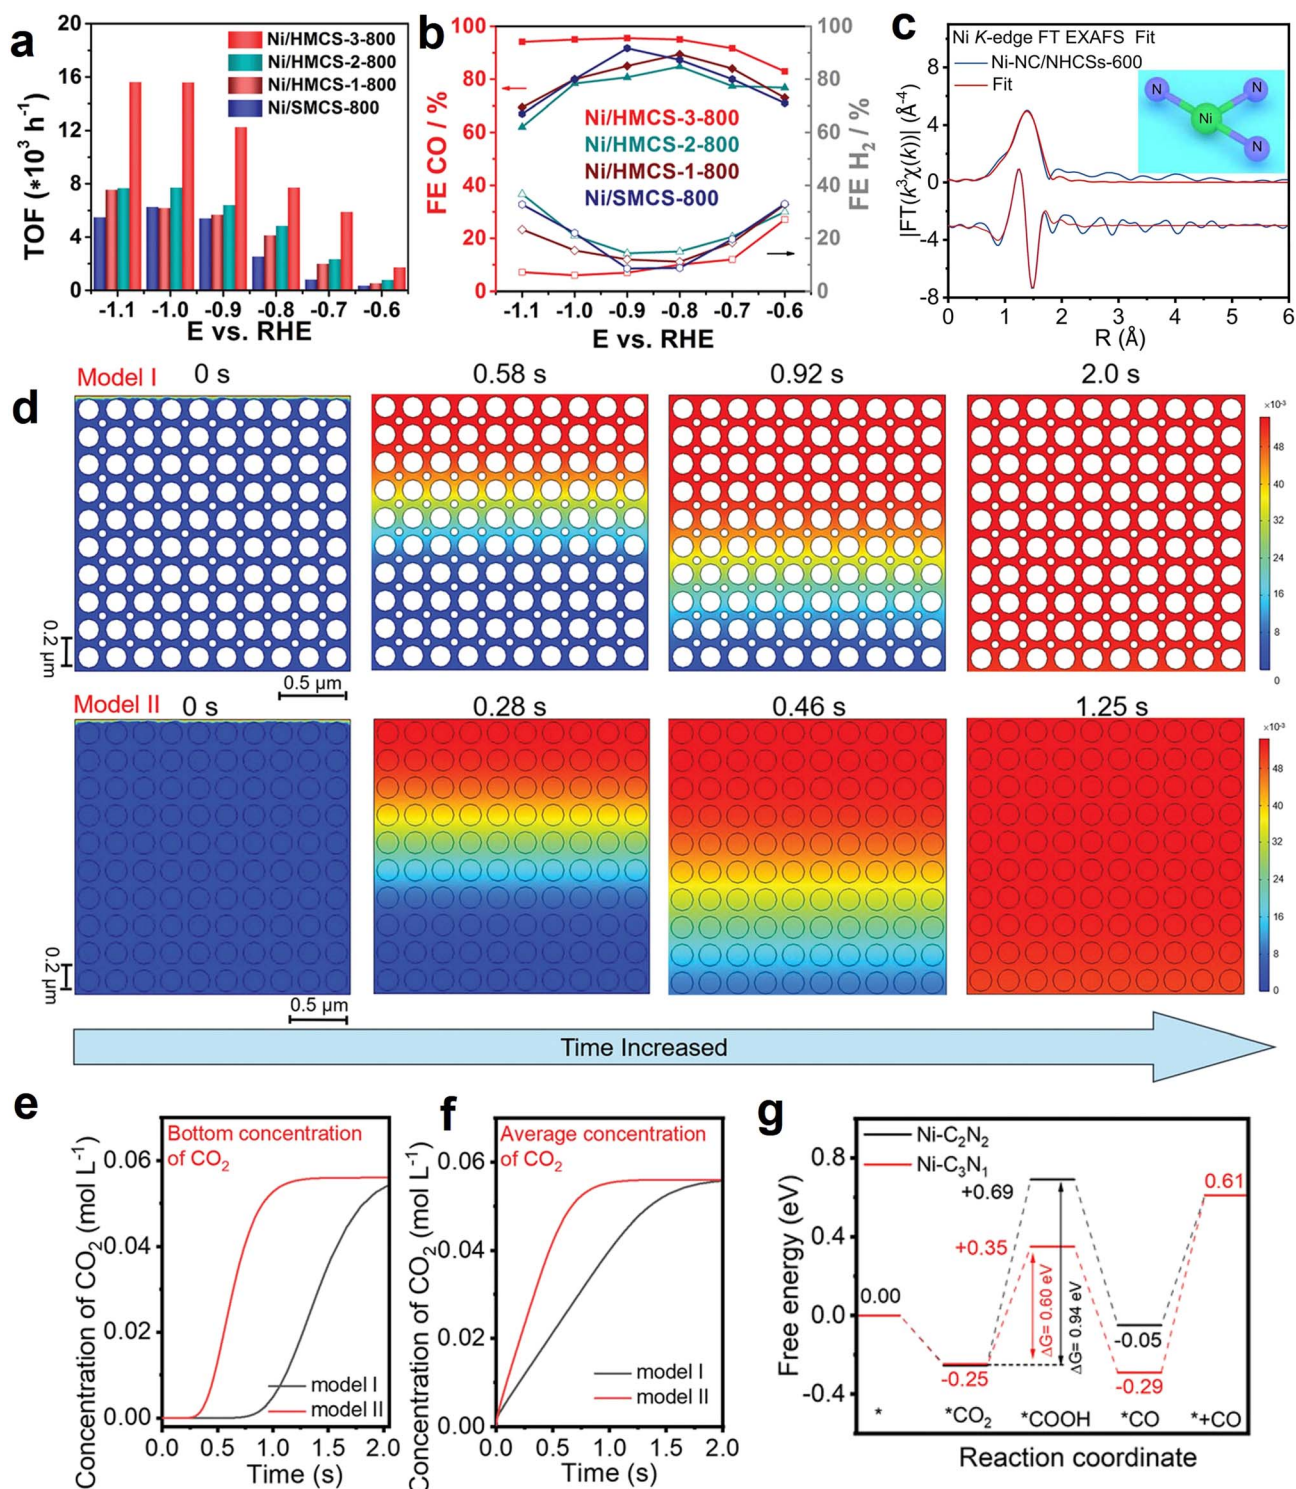 a
TOF (*10³ h⁻¹)
20
16
12
8
4
0
Ni/HMCS-3-800
Ni/HMCS-2-800
Ni/HMCS-1-800
Ni/SMCS-800
-1.1 -1.0 -0.9 -0.8 -0.7 -0.6
E vs. RHE
b
FE CO / %
100
80
60
40
20
0
Ni/HMCS-3-800
Ni/HMCS-2-800
Ni/HMCS-1-800
Ni/SMCS-800
100
80
60
40
20
0
FE H₂ / %
-1.1 -1.0 -0.9 -0.8 -0.7 -0.6
E vs. RHE
c
|FT(k³χ(k))| (Å⁻⁴)
8
4
0
-4
-8
Ni K-edge FT EXAFS Fit
Ni-NC/NHCSs-600
Fit
N
N
Ni
N
0 1 2 3 4 5 6
R (Å)
d
Model I
0 s
0.58 s
0.92 s
2.0 s
0.2 μm
0.5 μm
×10⁻³
48
40
32
24
16
8
0
Model II
0 s
0.28 s
0.46 s
1.25 s
0.2 μm
0.5 μm
×10⁻³
48
40
32
24
16
8
0
Time Increased
e
Concentration of CO₂ (mol L⁻¹)
Bottom concentration
of CO₂
0.06
0.04
0.02
0.00
model I
model II
0.0 0.5 1.0 1.5 2.0
Time (s)
f
Concentration of CO₂ (mol L⁻¹)
Average concentration
of CO₂
0.06
0.04
0.02
0.00
model I
model II
0.0 0.5 1.0 1.5 2.0
Time (s)
g
Free energy (eV)
0.8
0.4
0.0
-0.4
Ni-C₂N₂
Ni-C₃N₁
0.61
+0.69
+0.35
0.00
ΔG= 0.60 eV
ΔG= 0.94 eV
-0.05
-0.25
-0.29
* *CO₂ *COOH *CO *+CO
Reaction coordinate